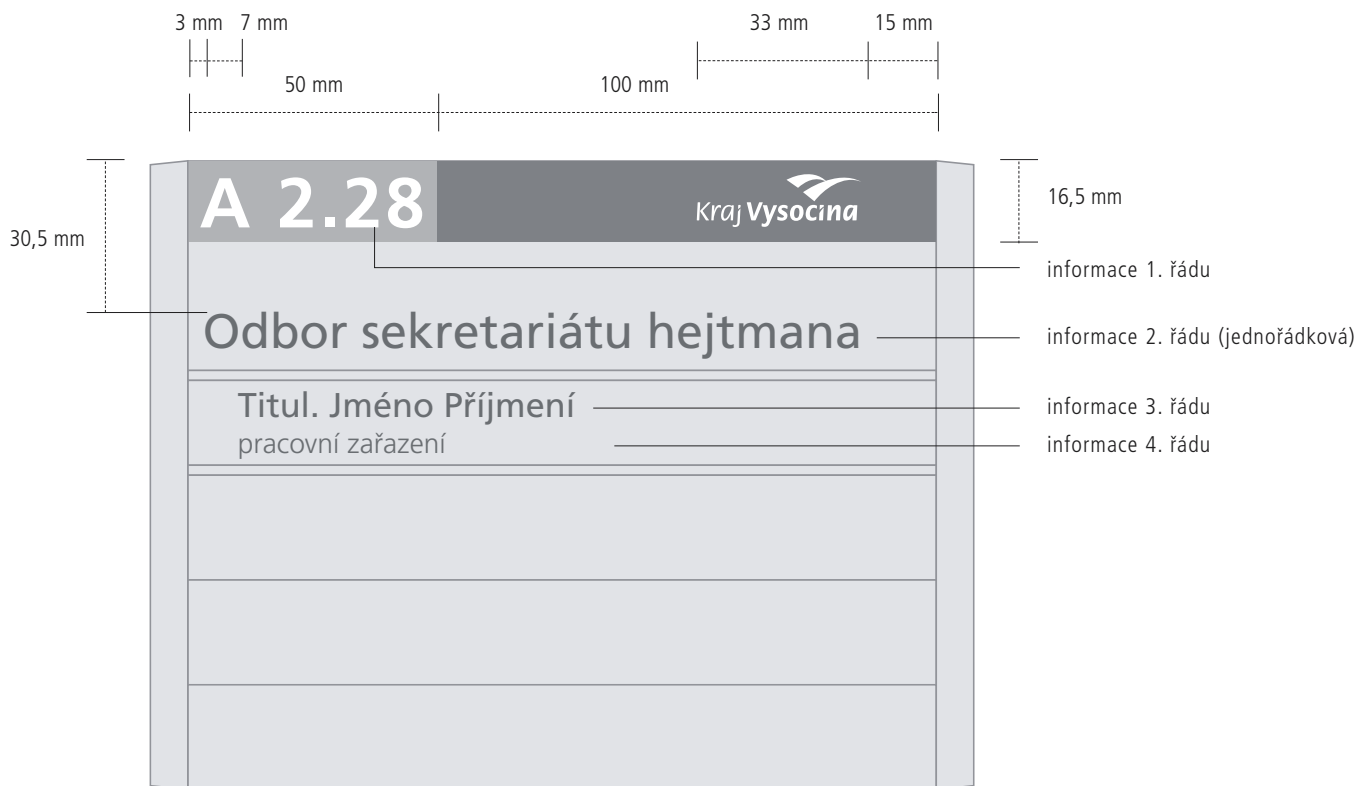 3 mm 7 mm 33 mm 15 mm
50 mm 100 mm
A 2.28 Kraj Vysočina 16,5 mm
30,5 mm
informace 1. řádu
Odbor sekretariátu hejtmana informace 2. řádu (jednořádková)
Titul. Jméno Příjmení informace 3. řádu
pracovní zařazení informace 4. řádu